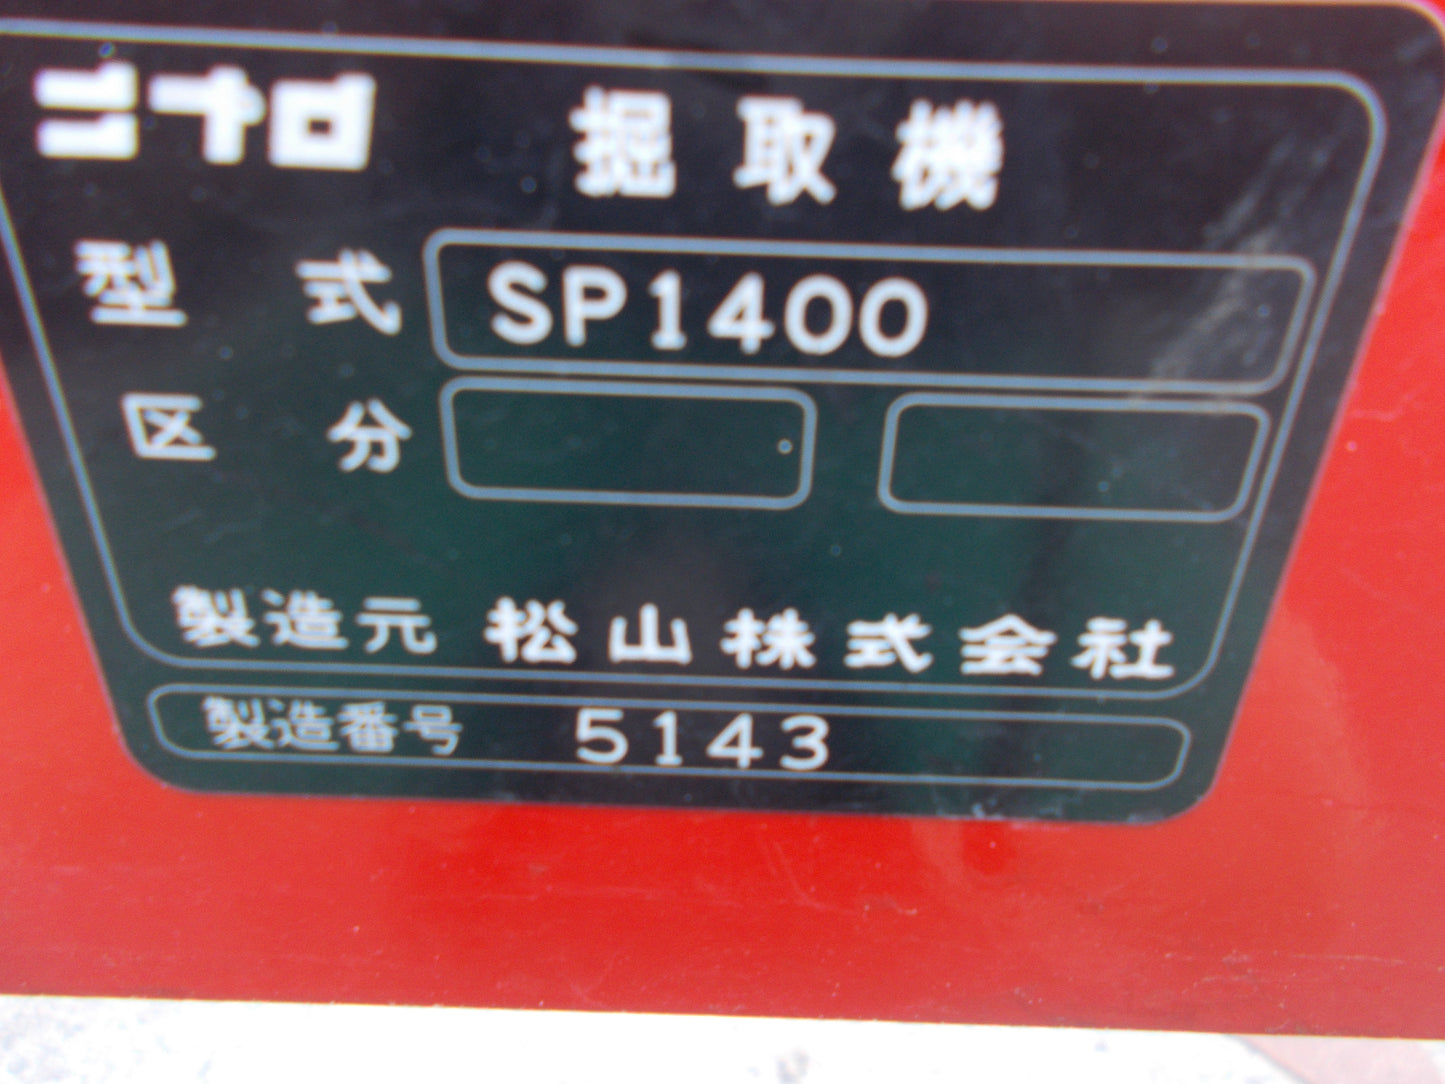 ニプロ 掘取機
型式 SP1400
区分
製造元 松山株式会社
製造番号 5143